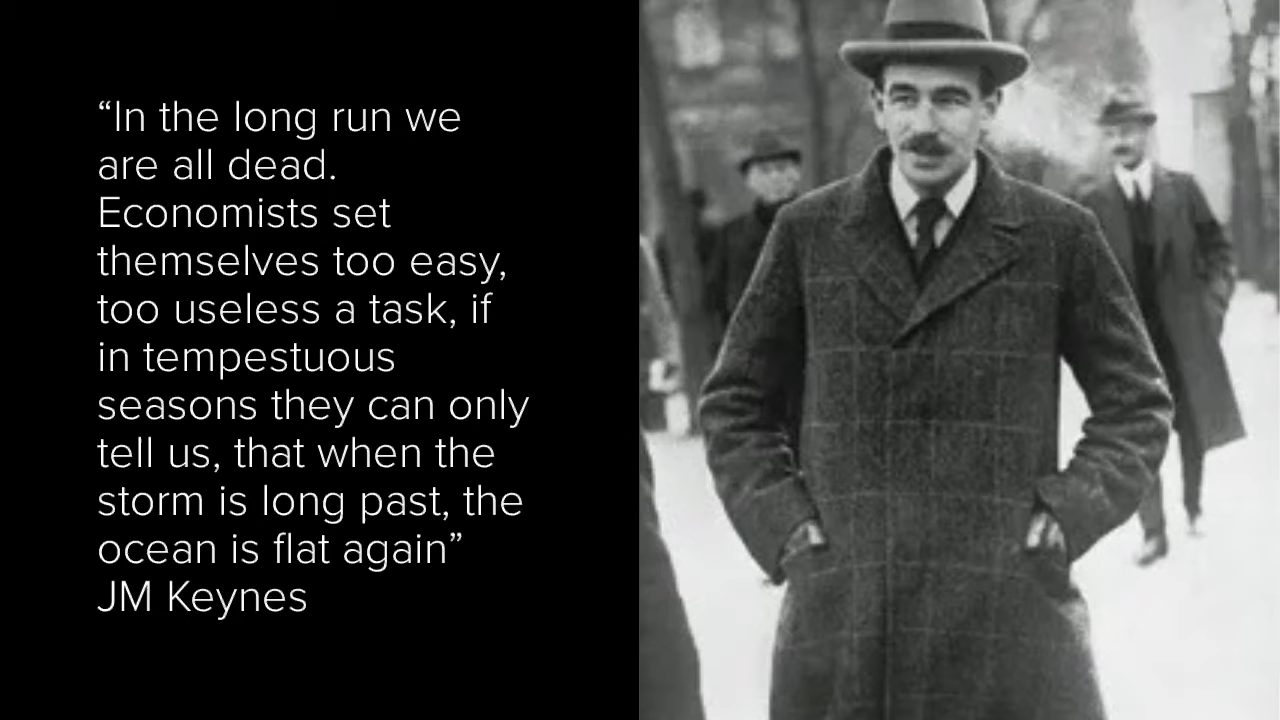 “In the long run we
are all dead.
Economists set
themselves too easy,
too useless a task, if
in tempestuous
seasons they can only
tell us, that when the
storm is long past, the
ocean is flat again”
JM Keynes